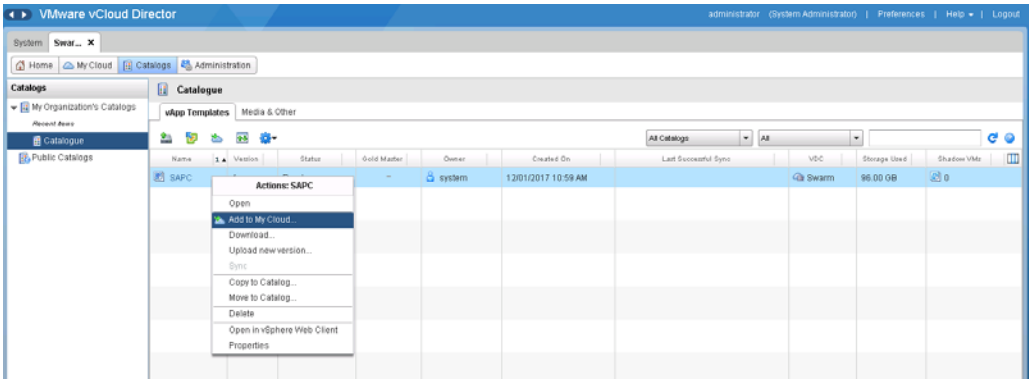 VMware vCloud Director administrator (System Administrator) | Preferences | Help | Logout
System Swar... X
Home My Cloud Catalogs Administration
Catalogs Catalogue
My Organization's Catalogs vApp Templates Media & Other
Recent Items
Catalogue All Catalogs All
Public Catalogs Name 1 Version Status Gold Master Owner Created On Last Successful Sync VDC Storage Used Shadow VMs
SAPC - system 12/01/2017 10:59 AM Swarm 96.00 GB 0
Actions: SAPC
Open
Add to My Cloud...
Download...
Upload new version...
Sync
Copy to Catalog...
Move to Catalog...
Delete
Open in vSphere Web Client
Properties